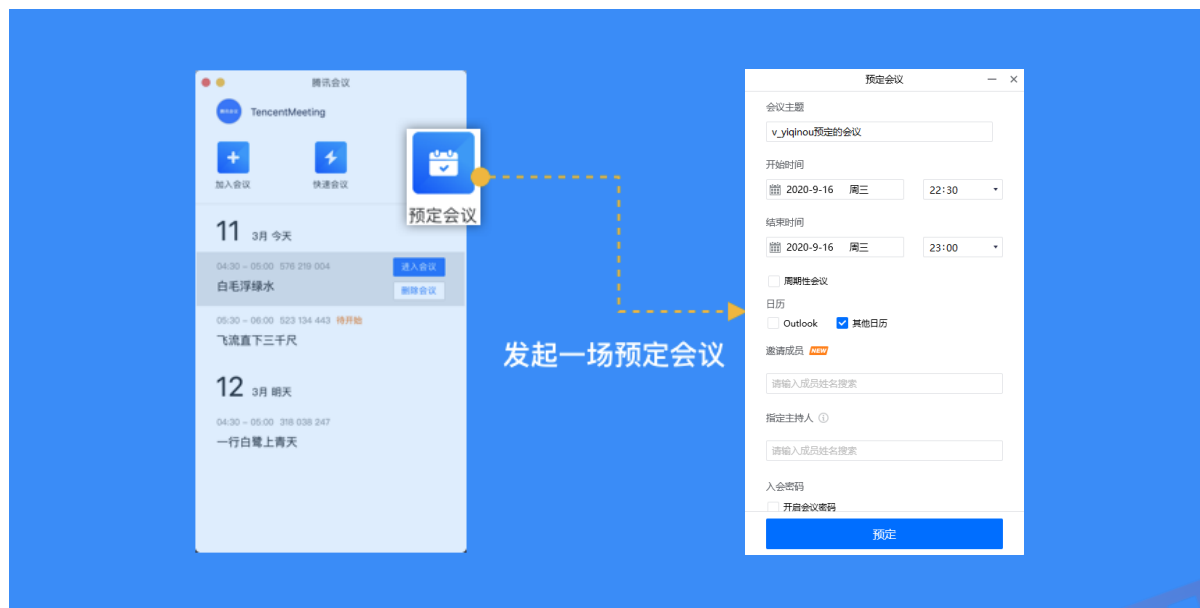 腾讯会议
TencentMeeting
加入会议
快速会议
预定会议
11 3月 今天
04:30 – 05:00 576 219 004
进入会议
白毛浮绿水
删除会议
05:30 – 06:00 523 134 443 待开始
飞流直下三千尺
12 3月 明天
04:30 – 05:00 318 038 247
一行白鹭上青天
发起一场预定会议
预定会议
会议主题
v_yiqinou预定的会议
开始时间
2020-9-16 周三 22:30
结束时间
2020-9-16 周三 23:00
周期性会议
日历
Outlook 其他日历
邀请成员 NEW
请输入成员姓名搜索
指定主持人
请输入成员姓名搜索
入会密码
开启会议密码
预定